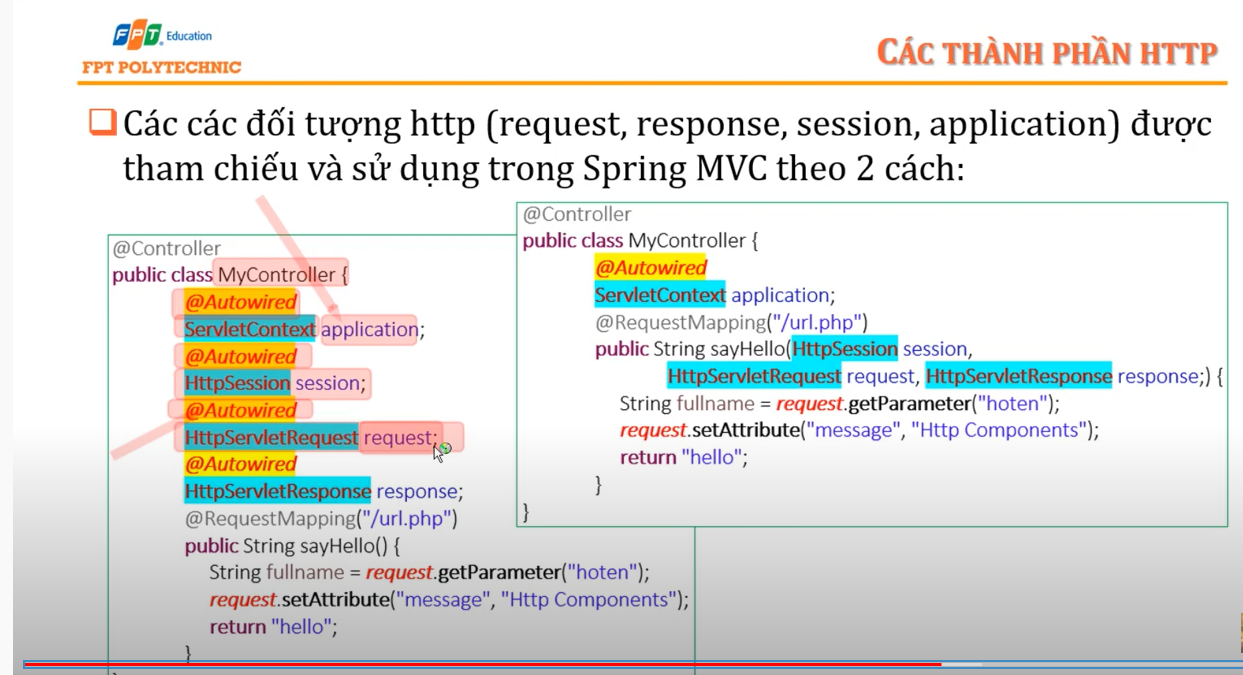 FPT Education
FPT POLYTECHNIC
CÁC THÀNH PHẦN HTTP
Các các đối tượng http (request, response, session, application) được
tham chiếu và sử dụng trong Spring MVC theo 2 cách:
@Controller
public class MyController {
@Autowired
ServletContext application;
@Autowired
HttpSession session;
@Autowired
HttpServletRequest request;
@Autowired
HttpServletResponse response;
@RequestMapping("/url.php")
public String sayHello() {
String fullname = request.getParameter("hoten");
request.setAttribute("message", "Http Components");
return "hello";
}
@Controller
public class MyController {
@Autowired
ServletContext application;
@RequestMapping("/url.php")
public String sayHello(HttpSession session,
HttpServletRequest request, HttpServletResponse response;) {
String fullname = request.getParameter("hoten");
request.setAttribute("message", "Http Components");
return "hello";
}
}